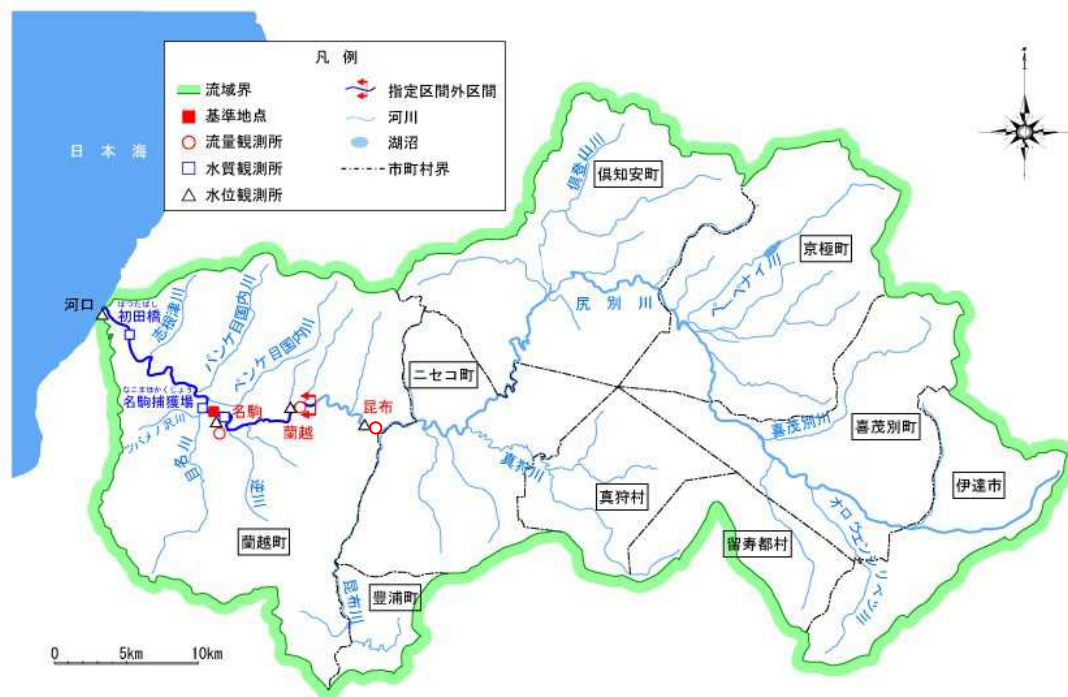 凡 例
流域界
基準地点
流量観測所
水質観測所
水位観測所
指定区間外区間
河川
湖沼
市町村界
日 本 海
倶知安町
倶登山川
京極町
ペーペナイ川
尻 別 川
河口
はつたばし
初田橋
志根津川
パンケ目国内川
ペンケ目国内川
ニセコ町
なこまほかくじょう
名駒捕獲場
名駒
蘭越
昆布
ツバメノ沢川
目名川
逆川
真狩川
喜茂別川
喜茂別町
伊達市
真狩村
オロウエンシリベツ川
留寿都村
蘭越町
豊浦町
昆布川
0 5km 10km